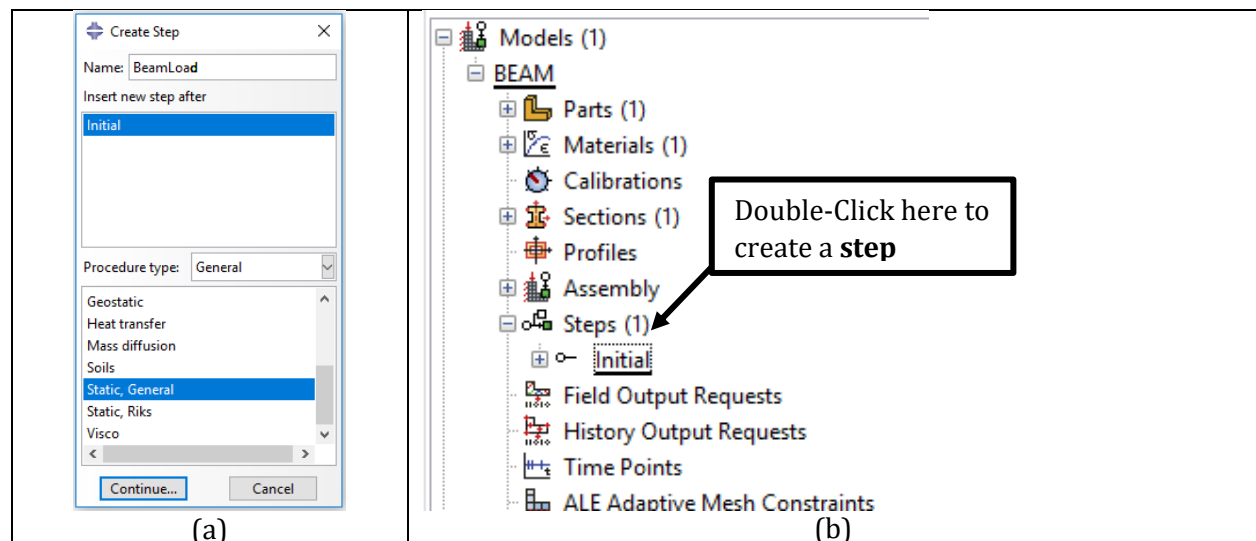 Create Step
Name: BeamLoad
Insert new step after
Initial
Procedure type: General
Geostatic
Heat transfer
Mass diffusion
Soils
Static, General
Static, Riks
Visco
Continue... Cancel
(a)
Models (1)
BEAM
Parts (1)
Materials (1)
Calibrations
Sections (1)
Profiles
Assembly
Steps (1)
Initial
Field Output Requests
History Output Requests
Time Points
ALE Adaptive Mesh Constraints
Double-Click here to
create a step
(b)